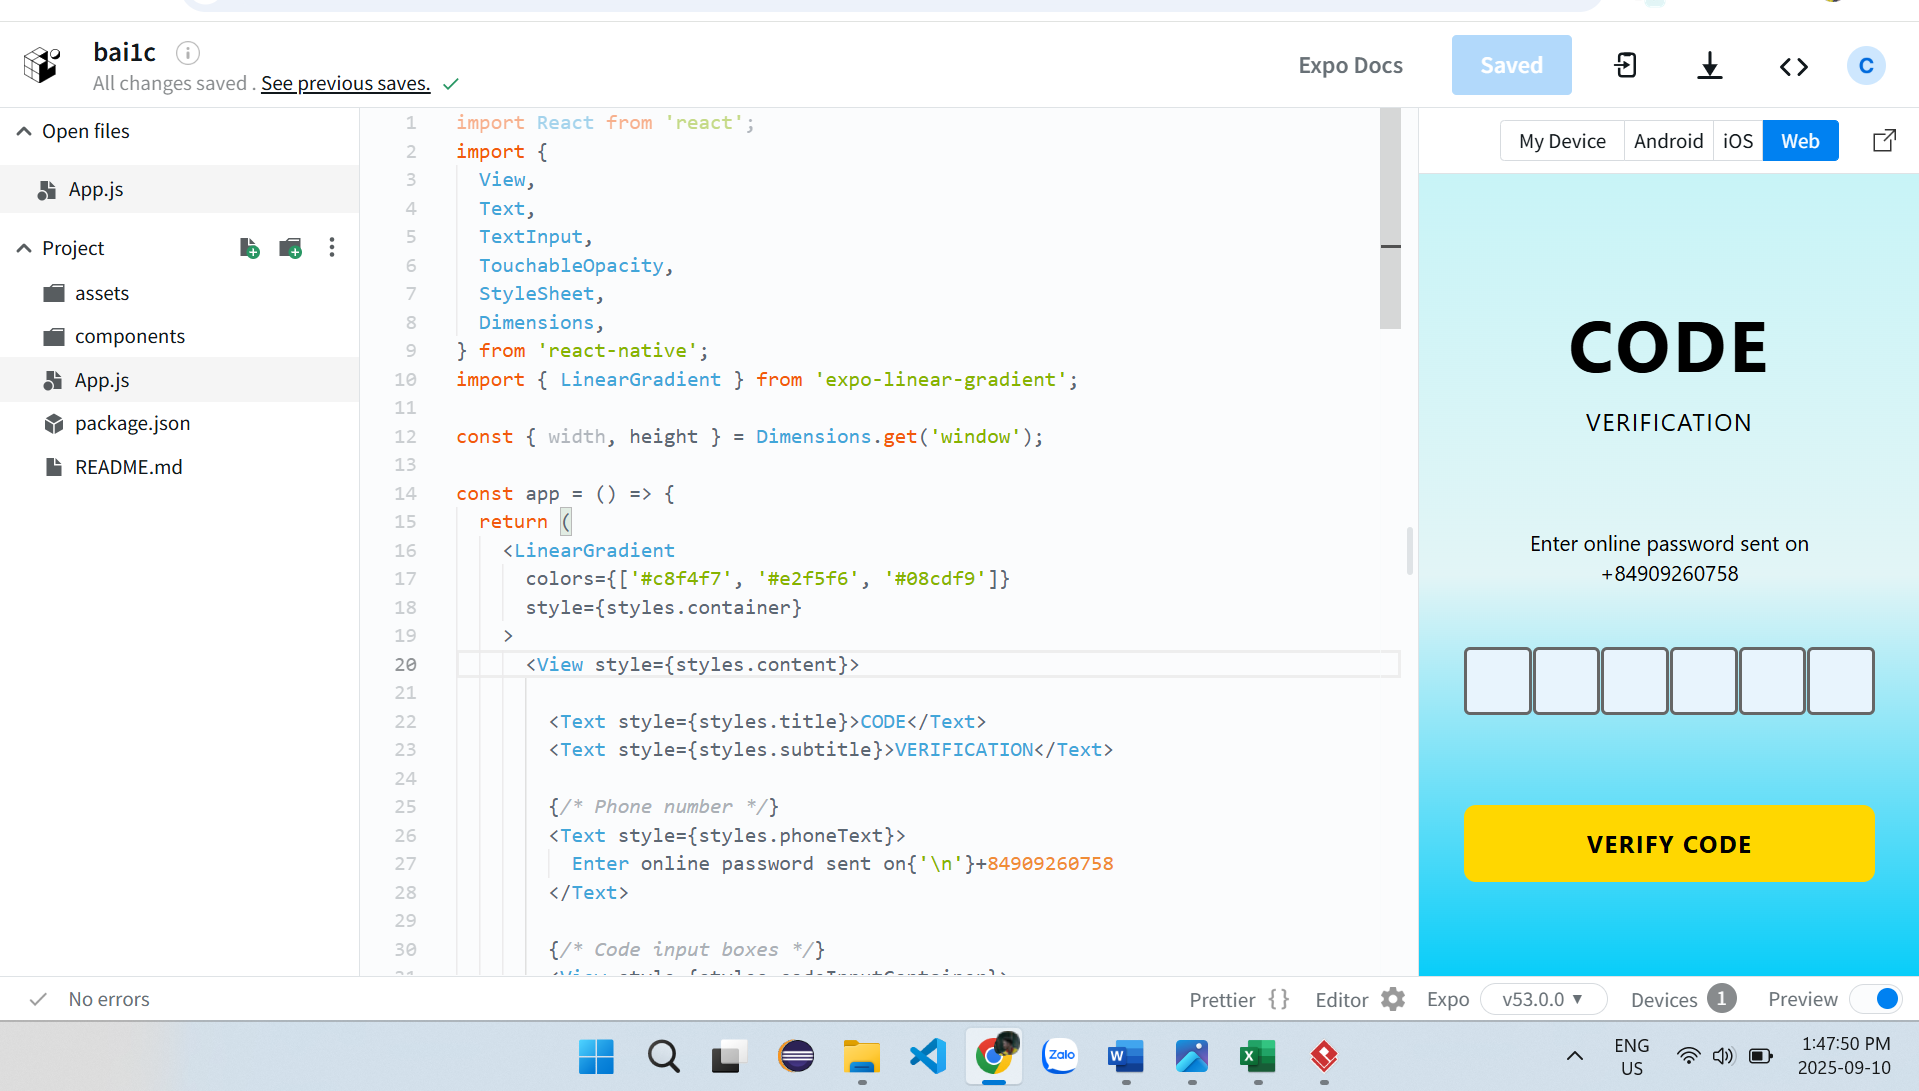 bai1c
All changes saved . See previous saves.
Expo Docs
Saved
C
Open files
App.js
Project
assets
components
App.js
package.json
README.md
1 import React from 'react';
2 import {
3 View,
4 Text,
5 TextInput,
6 TouchableOpacity,
7 StyleSheet,
8 Dimensions,
9 } from 'react-native';
10 import { LinearGradient } from 'expo-linear-gradient';
11
12 const { width, height } = Dimensions.get('window');
13
14 const app = () => {
15 return (
16 <LinearGradient
17 colors={['#c8f4f7', '#e2f5f6', '#08cdf9']}
18 style={styles.container}
19 >
20 <View style={styles.content}>
21
22 <Text style={styles.title}>CODE</Text>
23 <Text style={styles.subtitle}>VERIFICATION</Text>
24
25 {/* Phone number */}
26 <Text style={styles.phoneText}>
27 Enter online password sent on{'\n'}+84909260758
28 </Text>
29
30 {/* Code input boxes */}
31 <View style={styles.codeInputContainer}>
My Device Android iOS Web
CODE
VERIFICATION
Enter online password sent on
+84909260758
VERIFY CODE
No errors
Prettier {} Editor Expo v53.0.0 ▼ Devices 1 Preview
Zalo
W
X
ENG
US
1:47:50 PM
2025-09-10